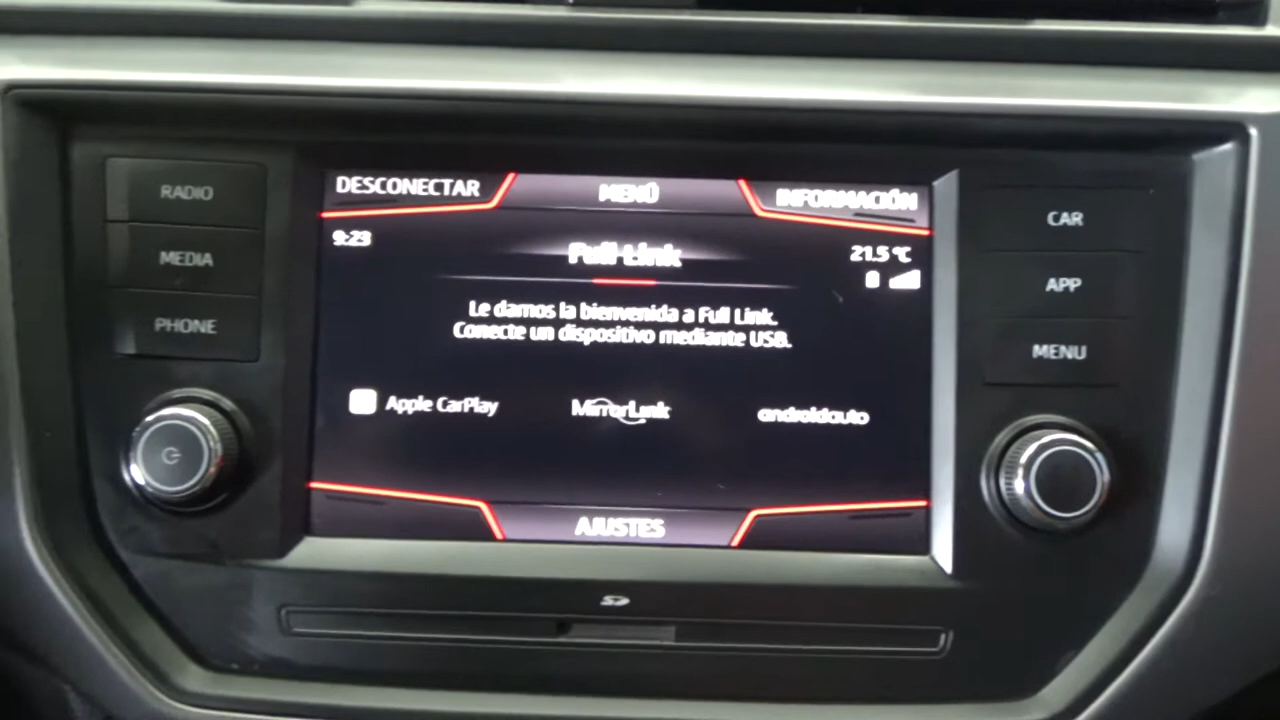 RADIO
MEDIA
PHONE
DESCONECTAR
MENÚ
INFORMACIÓN
9:23
Full Link
21.5 °C
Le damos la bienvenida a Full Link.
Conecte un dispositivo mediante USB.
Apple CarPlay
MirrorLink
androidauto
AJUSTES
CAR
APP
MENU
SD